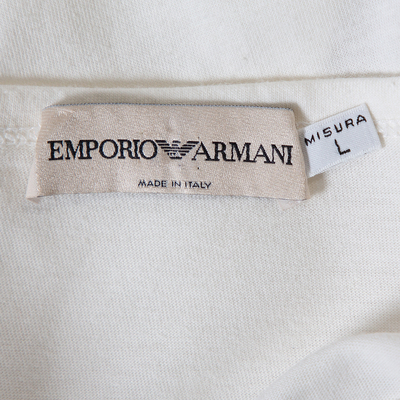 EMPORIO ARMANI
MADE IN ITALY
MISURA
L